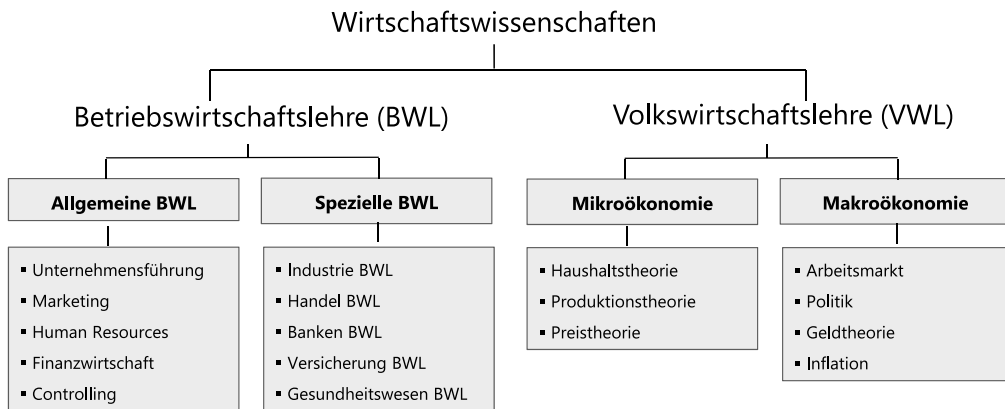 Wirtschaftswissenschaften
Betriebswirtschaftslehre (BWL)
Volkswirtschaftslehre (VWL)
Allgemeine BWL
Spezielle BWL
Mikroökonomie
Makroökonomie
▪ Unternehmensführung
▪ Marketing
▪ Human Resources
▪ Finanzwirtschaft
▪ Controlling
▪ Industrie BWL
▪ Handel BWL
▪ Banken BWL
▪ Versicherung BWL
▪ Gesundheitswesen BWL
▪ Haushaltstheorie
▪ Produktionstheorie
▪ Preistheorie
▪ Arbeitsmarkt
▪ Politik
▪ Geldtheorie
▪ Inflation